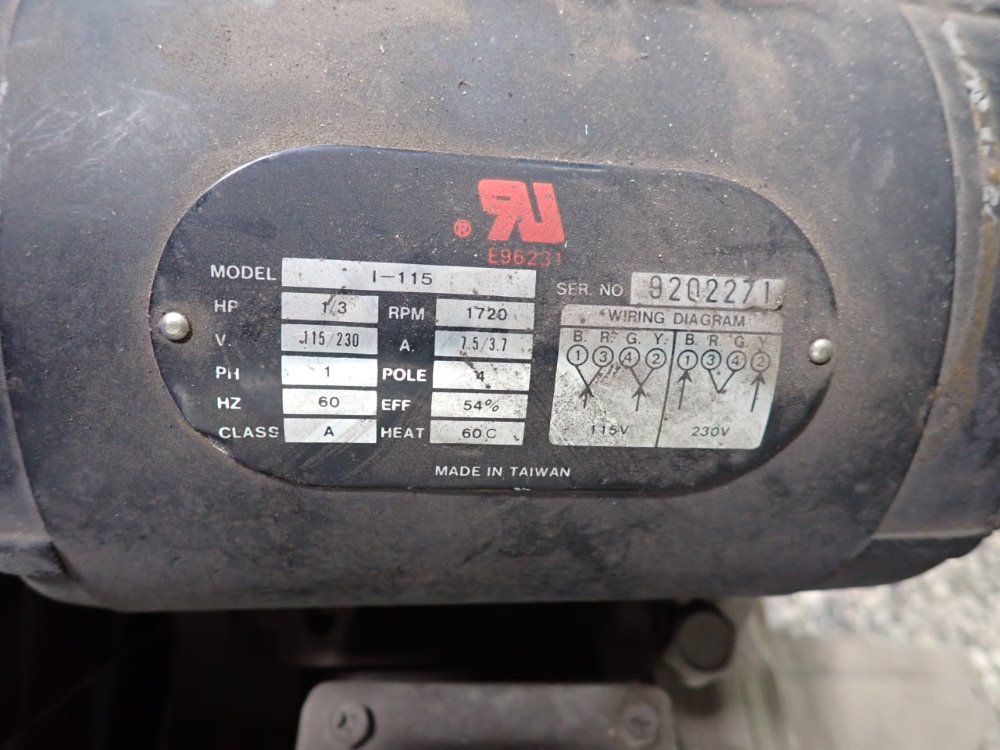 ®
E96231
MODEL I-115 SER. NO 9202271
HP 1/3 RPM 1720
V. 115/230 A. 7.5/3.7
PH 1 POLE 4
HZ 60 EFF 54%
CLASS A HEAT 60C
WIRING DIAGRAM
B. R. G. Y. B. R. G. Y.
① ③ ④ ② ① ③ ④ ②
115V 230V
MADE IN TAIWAN